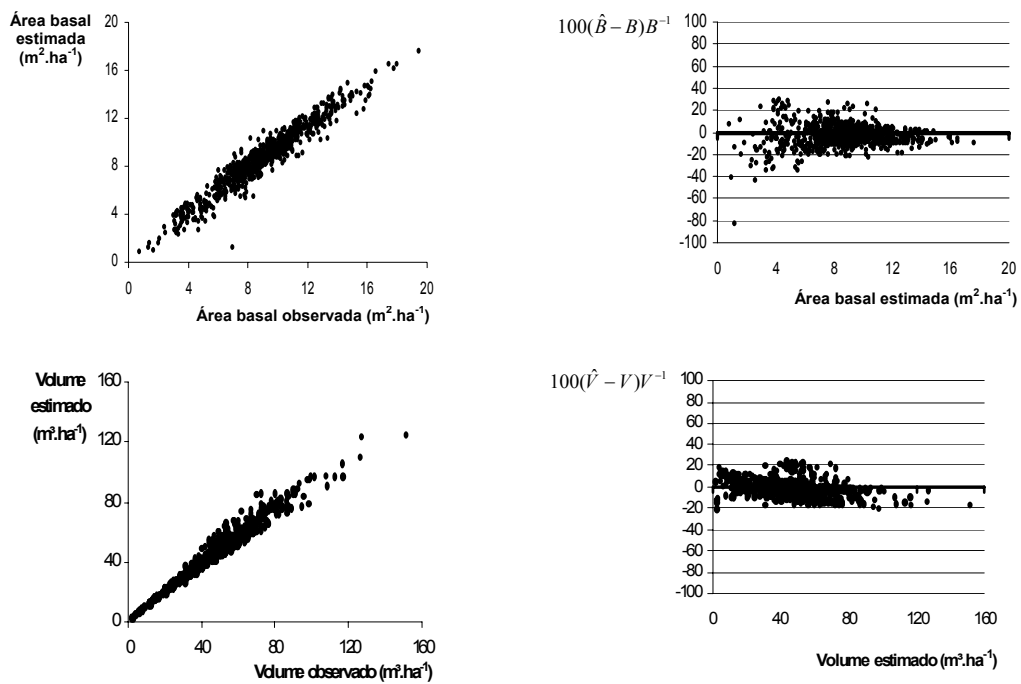 Área basal
estimada
(m².ha⁻¹)
20
16
12
8
4
0
0 4 8 12 16 20
Área basal observada (m².ha⁻¹)
100(B̂ − B)B⁻¹
100
80
60
40
20
0
-20
-40
-60
-80
-100
0 4 8 12 16 20
Área basal estimada (m².ha⁻¹)
Volume
estimado
(m³.ha⁻¹)
160
120
80
40
0
0 40 80 120 160
Volume observado (m³.ha⁻¹)
100(V̂ − V)V⁻¹
100
80
60
40
20
0
-20
-40
-60
-80
-100
0 40 80 120 160
Volume estimado (m³.ha⁻¹)